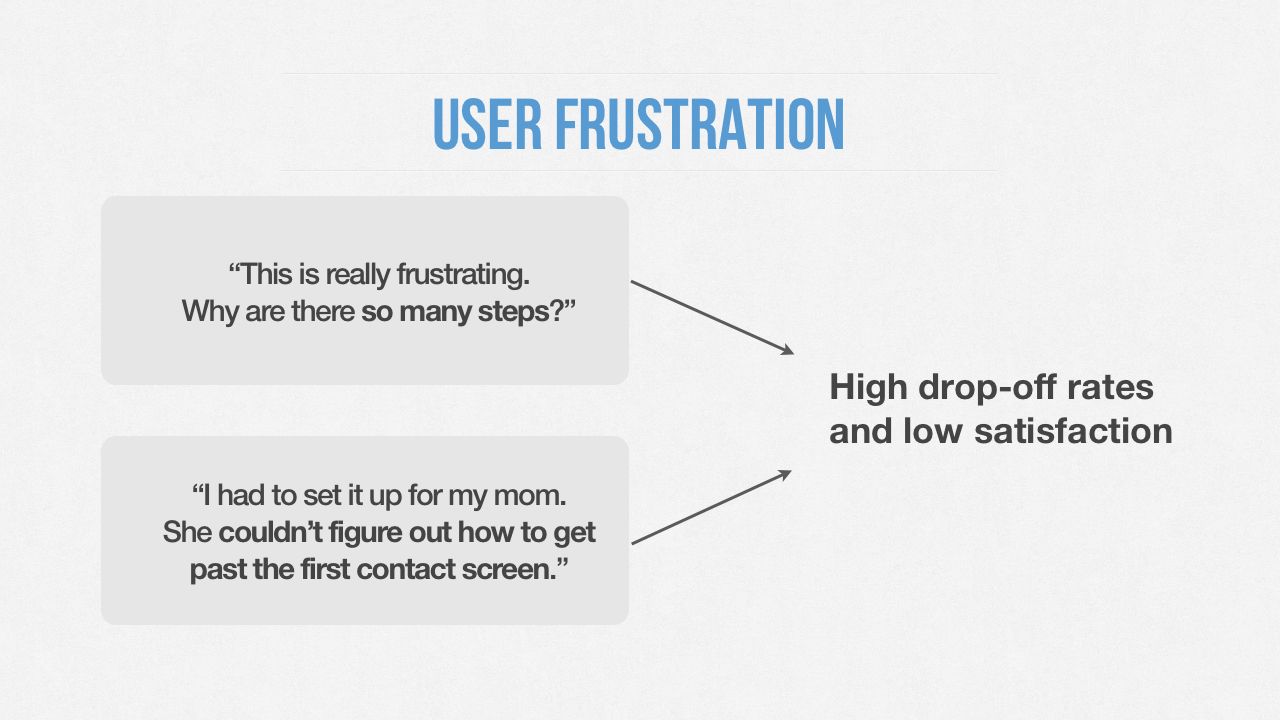 USER FRUSTRATION
“This is really frustrating.
Why are there so many steps?”
“I had to set it up for my mom.
She couldn’t figure out how to get
past the first contact screen.”
High drop-off rates
and low satisfaction